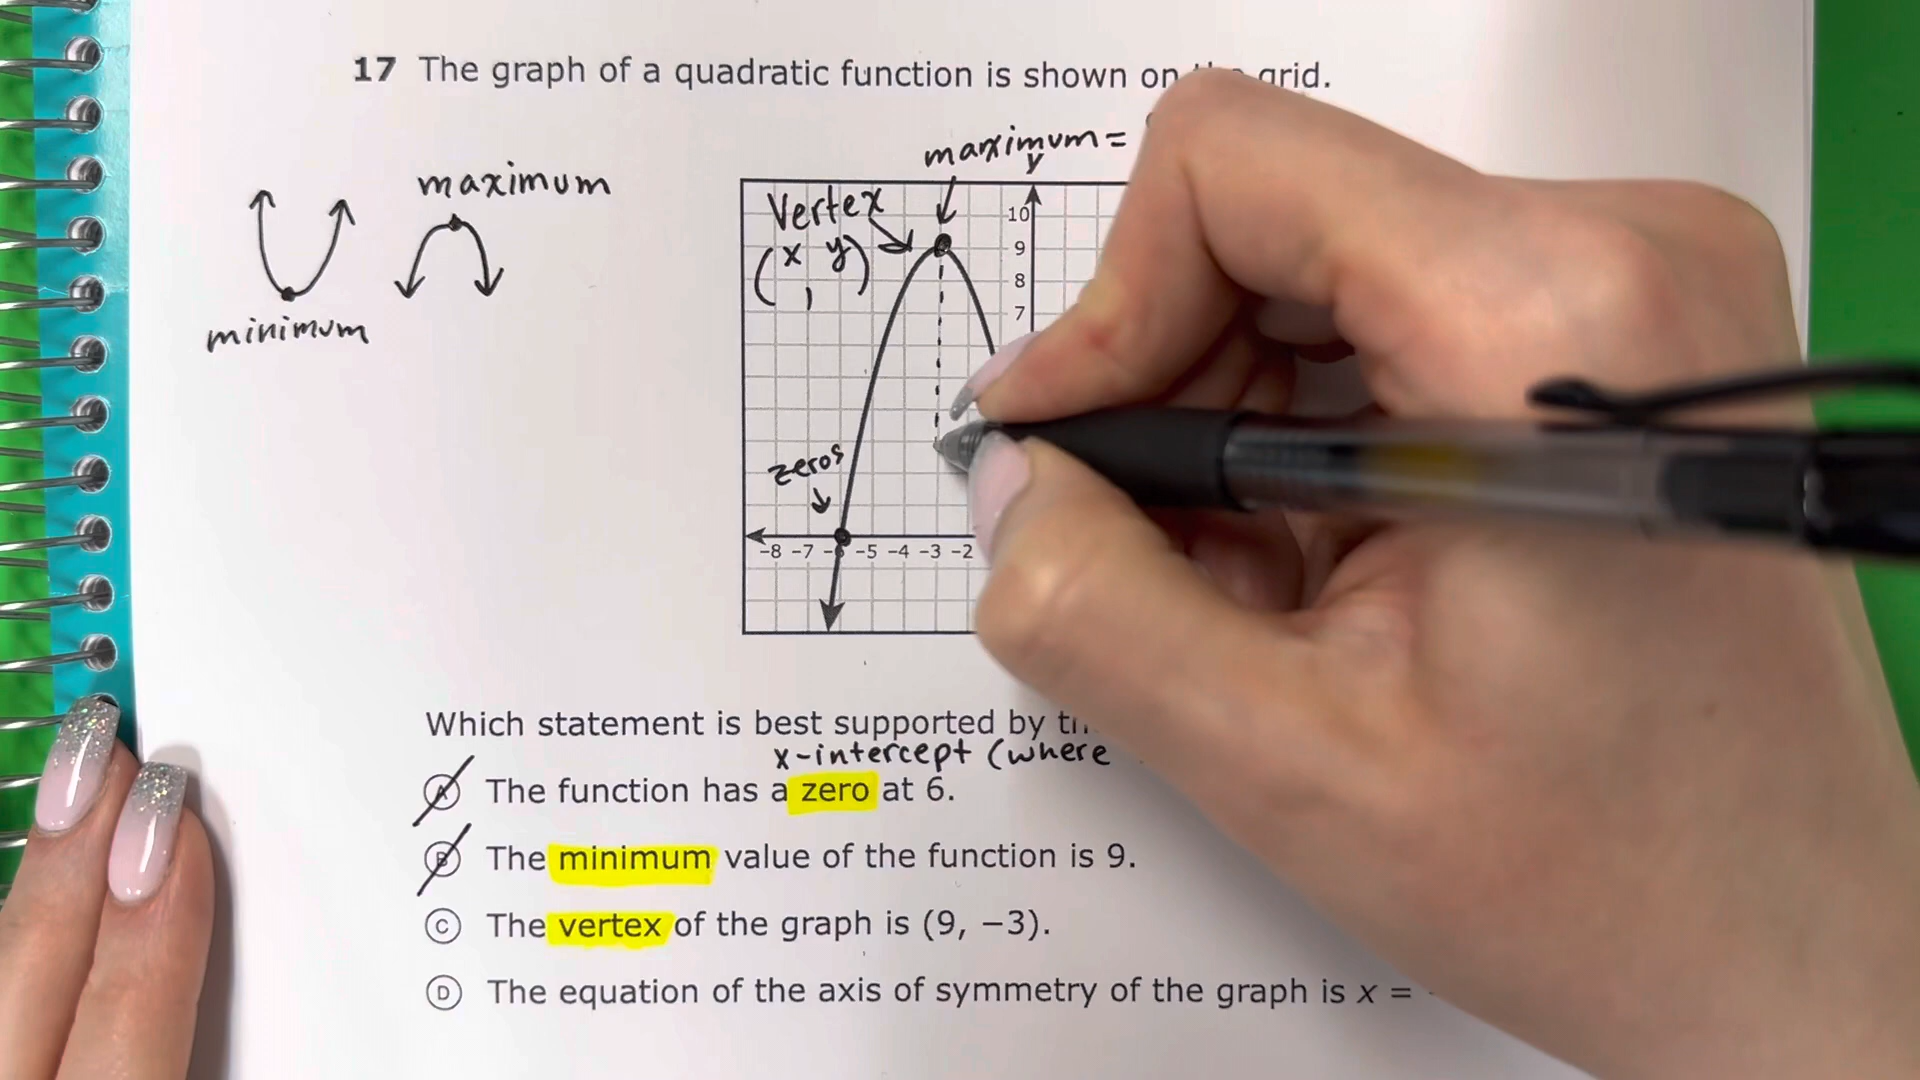 17 The graph of a quadratic function is shown on grid.
maximum =
y
maximum
Vertex
(x, y)
10
9
8
7
minimum
zeros
-8 -7 -5 -4 -3 -2
Which statement is best supported by
x-intercept (where
A The function has a zero at 6.
B The minimum value of the function is 9.
C The vertex of the graph is (9, −3).
D The equation of the axis of symmetry of the graph is x =